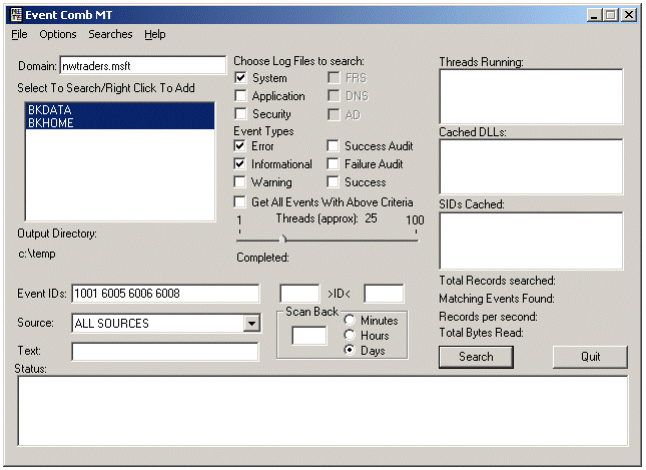 Event Comb MT
File Options Searches Help
Domain: nwtraders.msft
Select To Search/Right Click To Add
BKDATA
BKHOME
Output Directory:
c:\temp
Choose Log Files to search:
System FRS
Application DNS
Security AD
Event Types
Error Success Audit
Informational Failure Audit
Warning Success
Get All Events With Above Criteria
1 Threads (approx): 25 100
Completed:
Threads Running:
Cached DLLs:
SIDs Cached:
Total Records searched:
Matching Events Found:
Records per second:
Total Bytes Read:
Event IDs: 1001 6005 6006 6008 >ID<
Source: ALL SOURCES
Text:
Scan Back
Minutes
Hours
Days
Search Quit
Status: